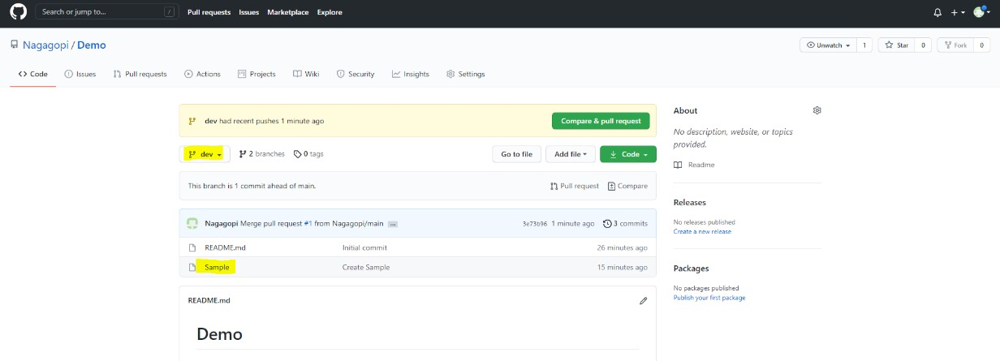 Search or jump to... /
Pull requests Issues Marketplace Explore
Nagagopi / Demo
Unwatch 1 Star 0 Fork 0
Code Issues Pull requests Actions Projects Wiki Security Insights Settings
dev had recent pushes 1 minute ago
Compare & pull request
dev 2 branches 0 tags
Go to file Add file Code
This branch is 1 commit ahead of main.
Pull request Compare
Nagagopi Merge pull request #1 from Nagagopi/main ... 3e73b96 1 minute ago 3 commits
README.md Initial commit 26 minutes ago
Sample Create Sample 15 minutes ago
README.md
Demo
About
No description, website, or topics
provided.
Readme
Releases
No releases published
Create a new release
Packages
No packages published
Publish your first package